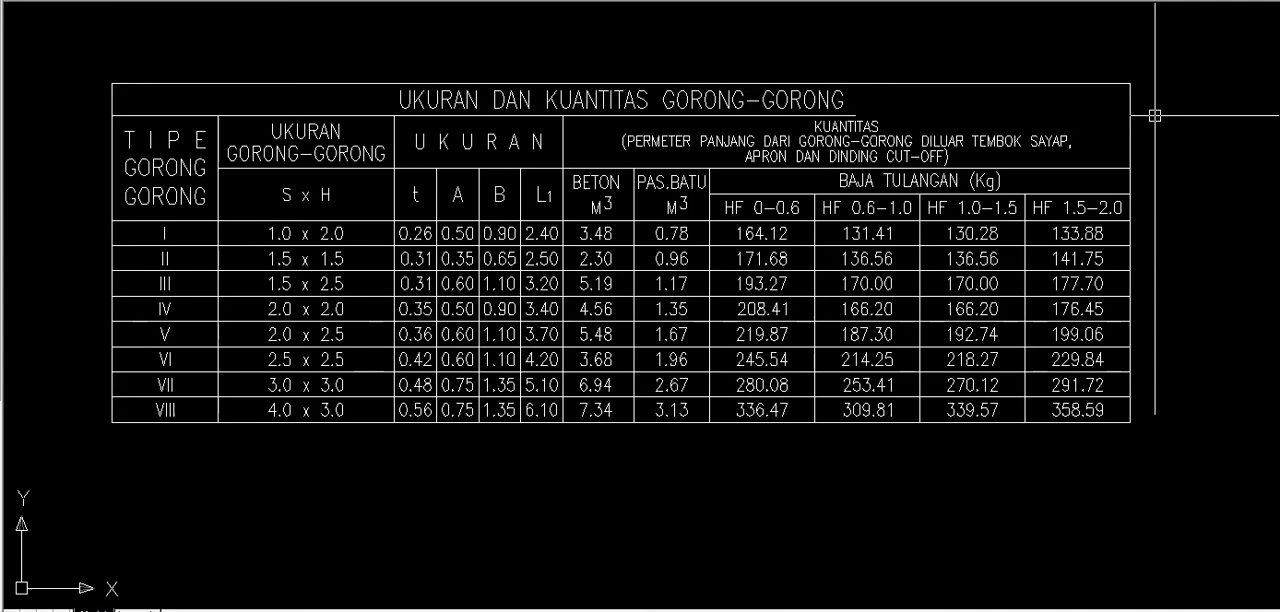 UKURAN DAN KUANTITAS GORONG-GORONG
TIPE
GORONG
GORONG
UKURAN
GORONG-GORONG
S x H
UKURAN
t A B L1
KUANTITAS
(PERMETER PANJANG DARI GORONG-GORONG DILUAR TEMBOK SAYAP,
APRON DAN DINDING CUT-OFF)
BETON
M3
PAS.BATU
M3
BAJA TULANGAN (Kg)
HF 0-0.6 HF 0.6-1.0 HF 1.0-1.5 HF 1.5-2.0
I 1.0 x 2.0 0.26 0.50 0.90 2.40 3.48 0.78 164.12 131.41 130.28 133.88
II 1.5 x 1.5 0.31 0.35 0.65 2.50 2.30 0.96 171.68 136.56 136.56 141.75
III 1.5 x 2.5 0.31 0.60 1.10 3.20 5.19 1.17 193.27 170.00 170.00 177.70
IV 2.0 x 2.0 0.35 0.50 0.90 3.40 4.56 1.35 208.41 166.20 166.20 176.45
V 2.0 x 2.5 0.36 0.60 1.10 3.70 5.48 1.67 219.87 187.30 192.74 199.06
VI 2.5 x 2.5 0.42 0.60 1.10 4.20 3.68 1.96 245.54 214.25 218.27 229.84
VII 3.0 x 3.0 0.48 0.75 1.35 5.10 6.94 2.67 280.08 253.41 270.12 291.72
VIII 4.0 x 3.0 0.56 0.75 1.35 6.10 7.34 3.13 336.47 309.81 339.57 358.59
Y
X